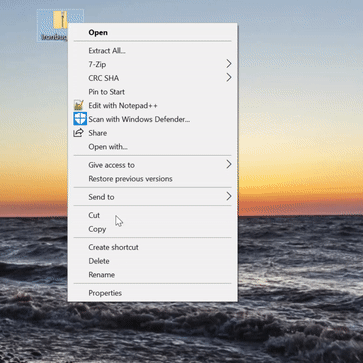 Open
Extract All...
7-Zip
CRC SHA
Pin to Start
Edit with Notepad++
Scan with Windows Defender...
Share
Open with...
Give access to
Restore previous versions
Send to
Cut
Copy
Create shortcut
Delete
Rename
Properties